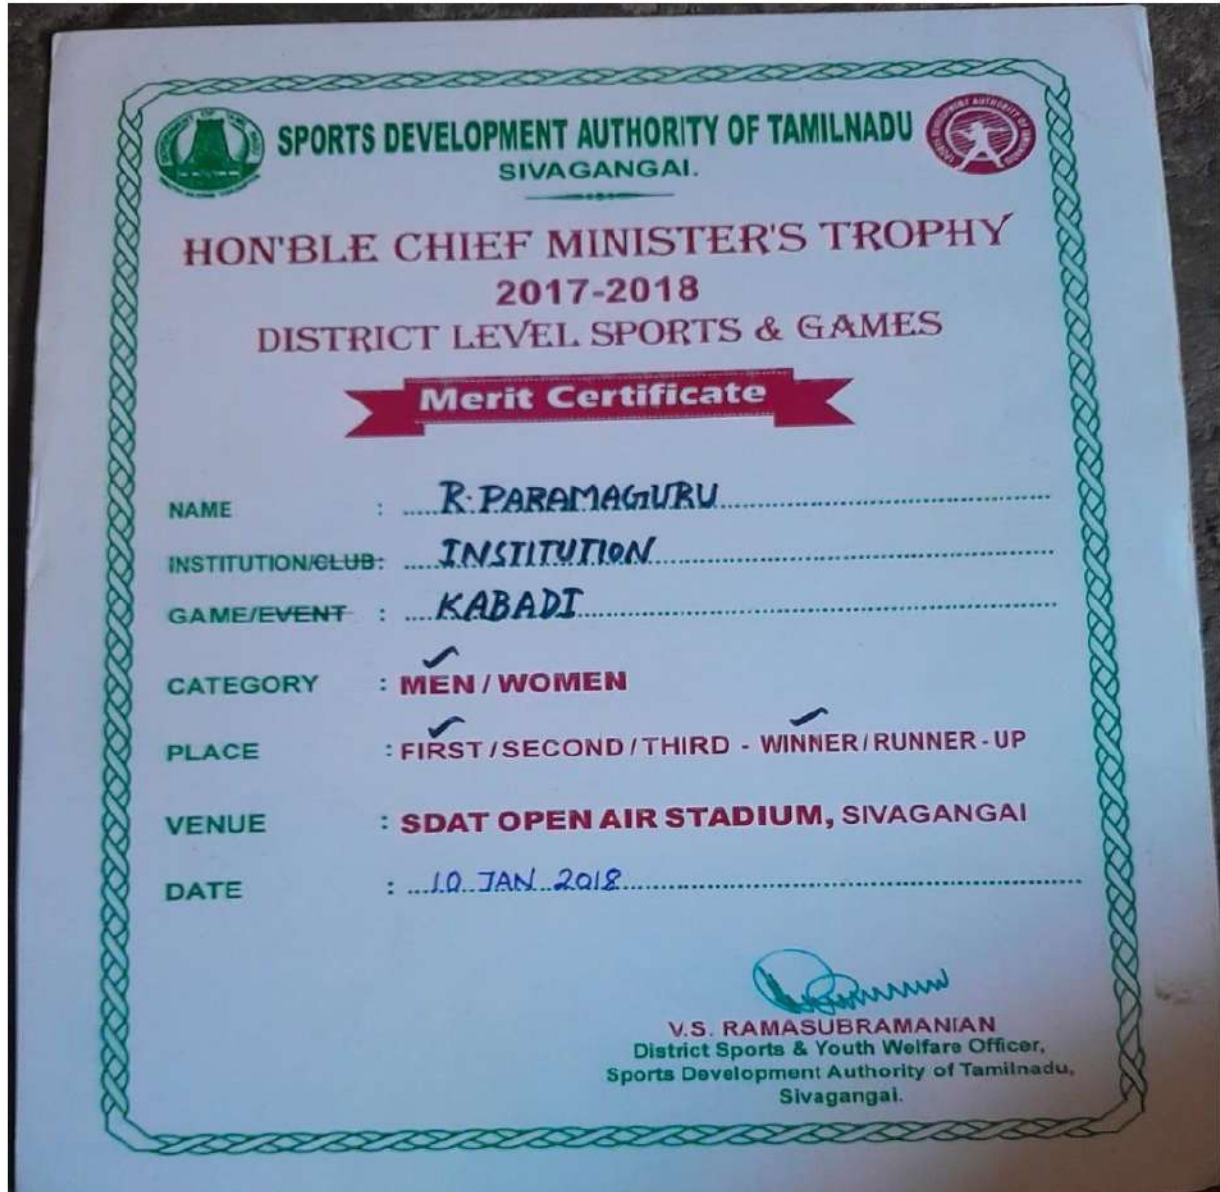 SPORTS DEVELOPMENT AUTHORITY OF TAMILNADU
SIVAGANGAI.
HON'BLE CHIEF MINISTER'S TROPHY
2017-2018
DISTRICT LEVEL SPORTS & GAMES
Merit Certificate
NAME : R. PARAMAGURU
INSTITUTION/CLUB: INSTITUTION
GAME/EVENT : KABADI
CATEGORY : MEN / WOMEN
PLACE : FIRST / SECOND / THIRD - WINNER / RUNNER - UP
VENUE : SDAT OPEN AIR STADIUM, SIVAGANGAI
DATE : 10 JAN 2018
V.S. RAMASUBRAMANIAN
District Sports & Youth Welfare Officer,
Sports Development Authority of Tamilnadu,
Sivagangai.